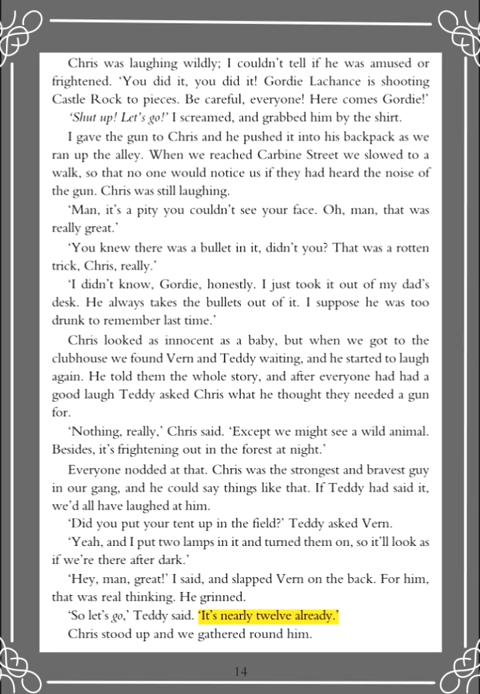 Chris was laughing wildly; I couldn't tell if he was amused or
frightened. 'You did it, you did it! Gordie Lachance is shooting
Castle Rock to pieces. Be careful, everyone! Here comes Gordie!'
'Shut up! Let's go!' I screamed, and grabbed him by the shirt.
I gave the gun to Chris and he pushed it into his backpack as we
ran up the alley. When we reached Carbine Street we slowed to a
walk, so that no one would notice us if they had heard the noise of
the gun. Chris was still laughing.
'Man, it's a pity you couldn't see your face. Oh, man, that was
really great.'
'You knew there was a bullet in it, didn't you? That was a rotten
trick, Chris, really.'
'I didn't know, Gordie, honestly. I just took it out of my dad's
desk. He always takes the bullets out of it. I suppose he was too
drunk to remember last time.'
Chris looked as innocent as a baby, but when we got to the
clubhouse we found Vern and Teddy waiting, and he started to laugh
again. He told them the whole story, and after everyone had had a
good laugh Teddy asked Chris what he thought they needed a gun
for.
'Nothing, really,' Chris said. 'Except we might see a wild animal.
Besides, it's frightening out in the forest at night.'
Everyone nodded at that. Chris was the strongest and bravest guy
in our gang, and he could say things like that. If Teddy had said it,
we'd all have laughed at him.
'Did you put your tent up in the field?' Teddy asked Vern.
'Yeah, and I put two lamps in it and turned them on, so it'll look as
if we're there after dark.'
'Hey, man, great!' I said, and slapped Vern on the back. For him,
that was real thinking. He grinned.
'So let's go,' Teddy said. 'It's nearly twelve already.'
Chris stood up and we gathered round him.
14